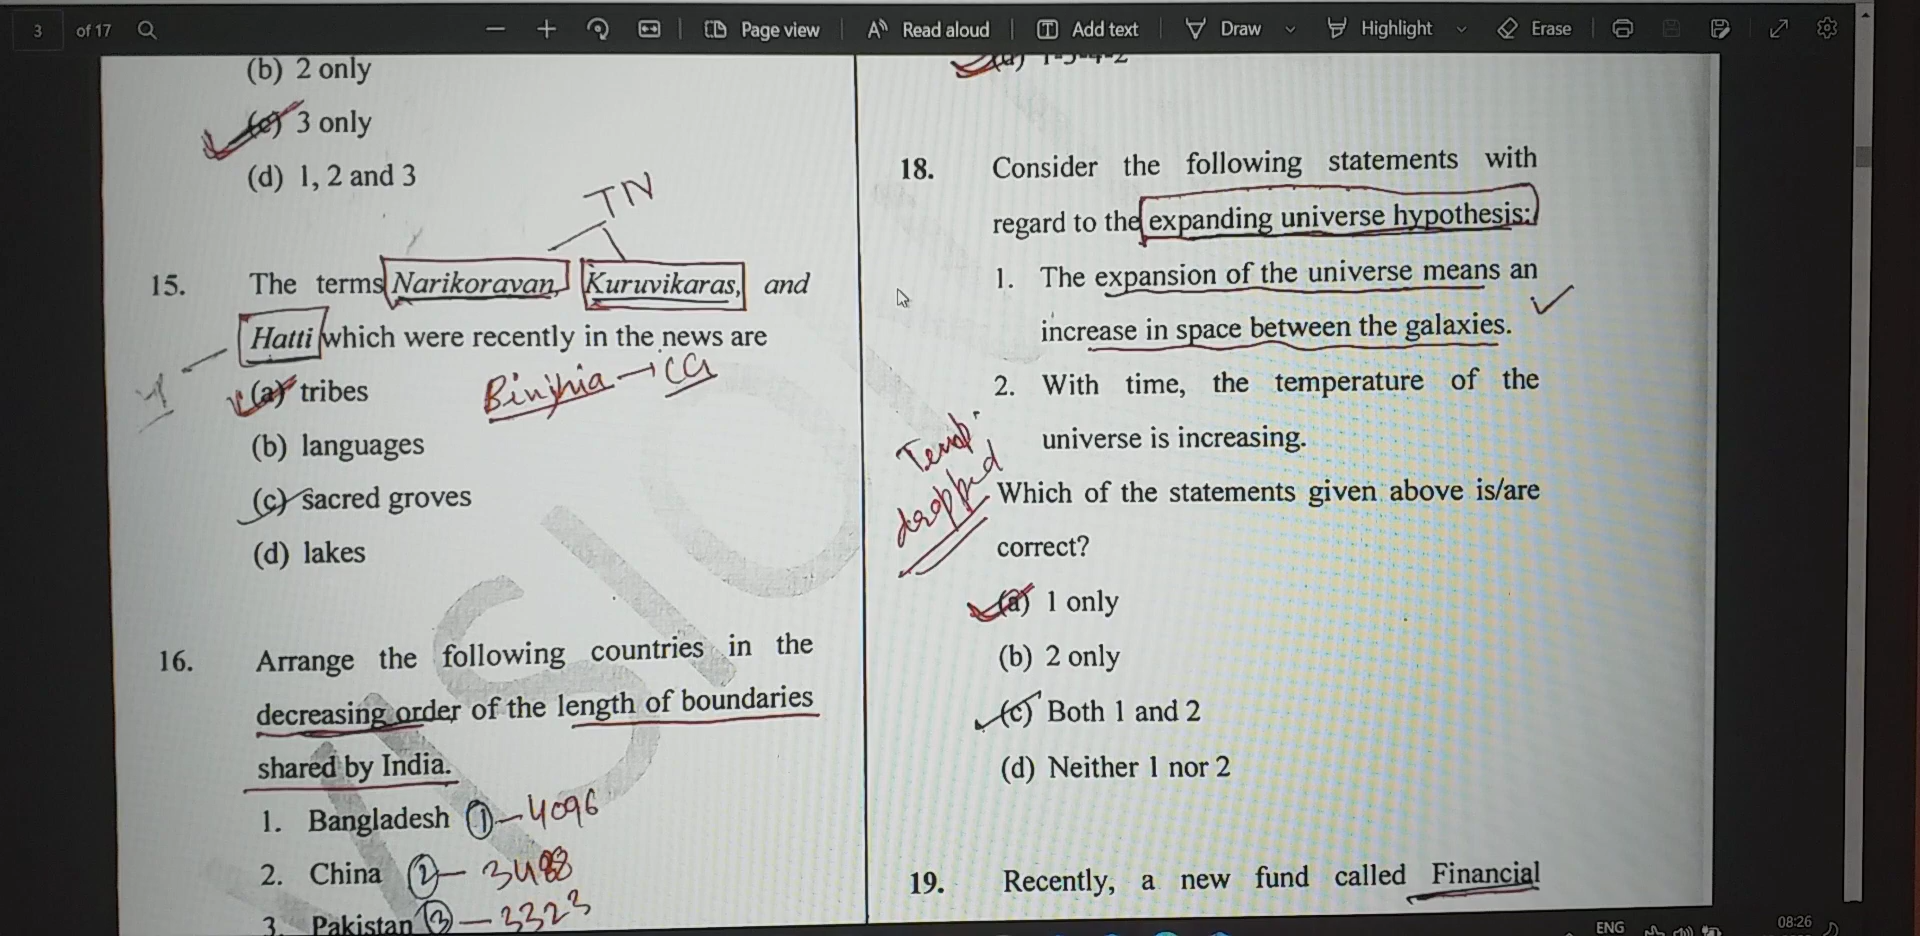 3 of 17 Page view Read aloud Add text Draw Highlight Erase
(b) 2 only
(c) 3 only
(d) 1, 2 and 3
TN
15. The terms Narikoravan, Kuruvikaras, and
Hatti which were recently in the news are
(a) tribes
Binjhia → CG
(b) languages
(c) sacred groves
(d) lakes
16. Arrange the following countries in the
decreasing order of the length of boundaries
shared by India.
1. Bangladesh ① - 4096
2. China ② - 3488
3. Pakistan ③ - 3323
(d) 1-3-4-2
18. Consider the following statements with
regard to the expanding universe hypothesis:
1. The expansion of the universe means an
increase in space between the galaxies.
2. With time, the temperature of the
universe is increasing.
Temp.
dropped
Which of the statements given above is/are
correct?
(a) 1 only
(b) 2 only
(c) Both 1 and 2
(d) Neither 1 nor 2
19. Recently, a new fund called Financial
ENG
08:26